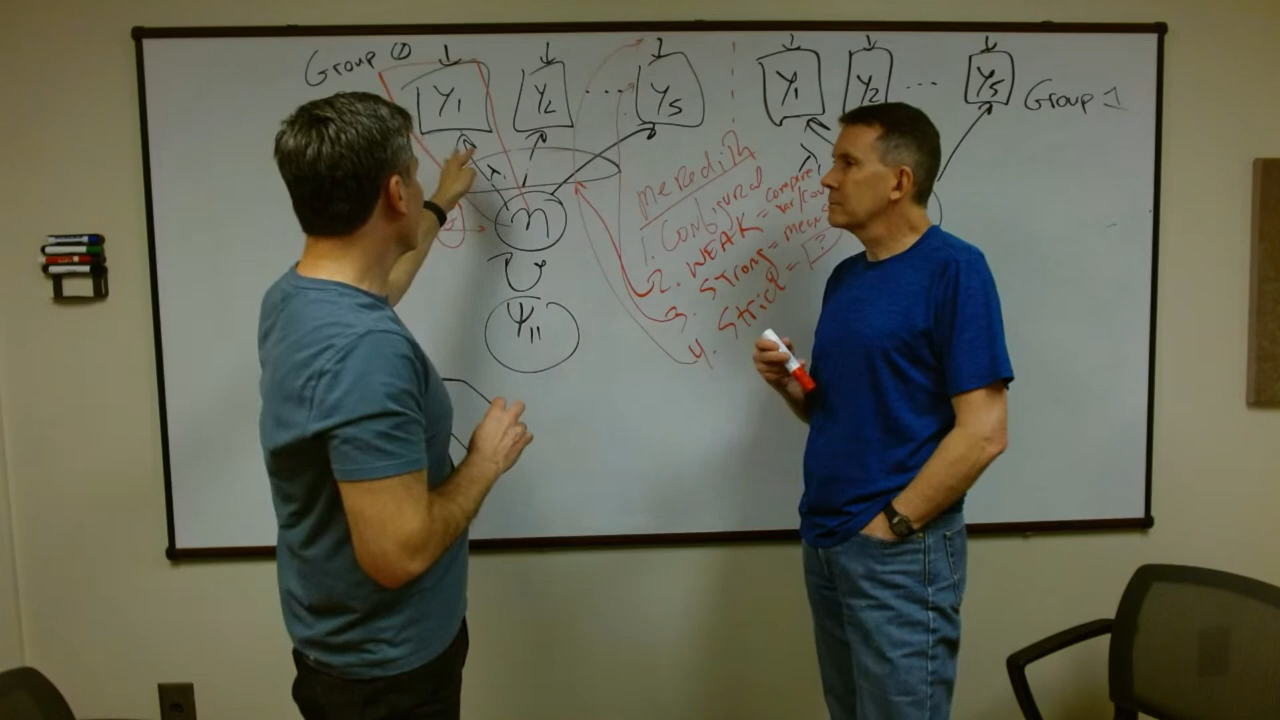 Group 0
y1 y2 .... y5
y1 y2 ... y5
Group 1
λ
λ
η
Ψ11
meredith
1. Configural
2. WEAK = compare var/cov
3. Strong = means
4. Strict = ?